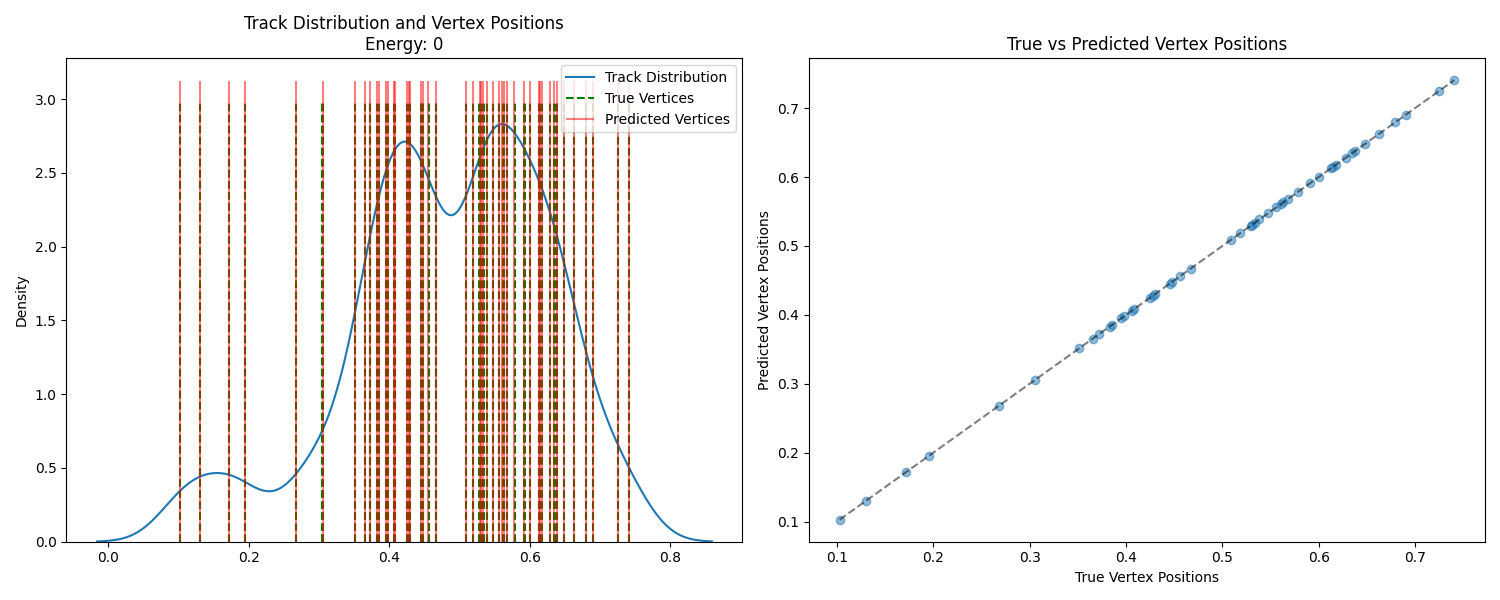 Track Distribution and Vertex Positions
Energy: 0
Density
3.0
2.5
2.0
1.5
1.0
0.5
0.0
0.0 0.2 0.4 0.6 0.8
Track Distribution
True Vertices
Predicted Vertices
True vs Predicted Vertex Positions
Predicted Vertex Positions
0.7
0.6
0.5
0.4
0.3
0.2
0.1
0.1 0.2 0.3 0.4 0.5 0.6 0.7
True Vertex Positions